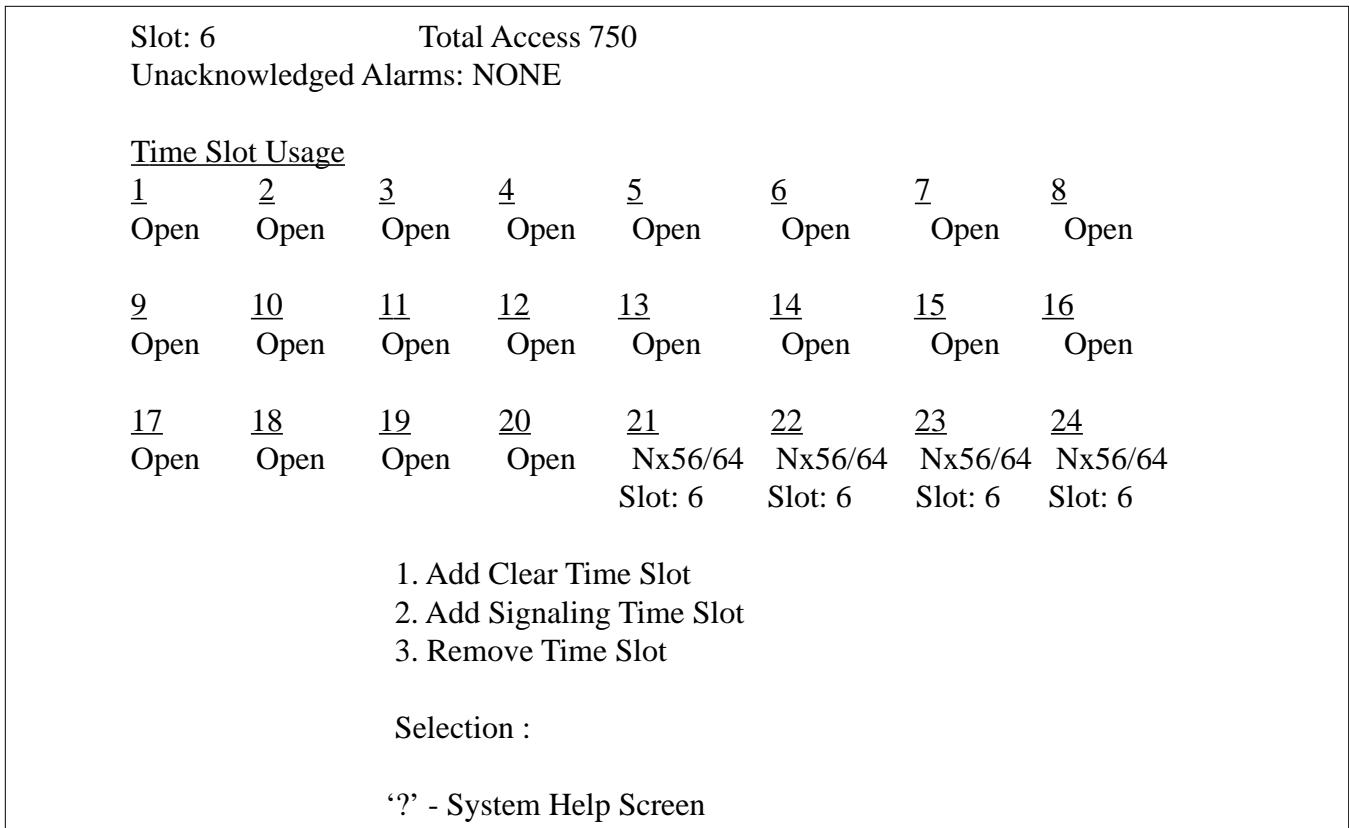 Slot: 6 Total Access 750
Unacknowledged Alarms: NONE
Time Slot Usage
1 2 3 4 5 6 7 8
Open Open Open Open Open Open Open Open
9 10 11 12 13 14 15 16
Open Open Open Open Open Open Open Open
17 18 19 20 21 22 23 24
Open Open Open Open Nx56/64 Nx56/64 Nx56/64 Nx56/64
Slot: 6 Slot: 6 Slot: 6 Slot: 6
1. Add Clear Time Slot
2. Add Signaling Time Slot
3. Remove Time Slot
Selection :
‘?’ - System Help Screen